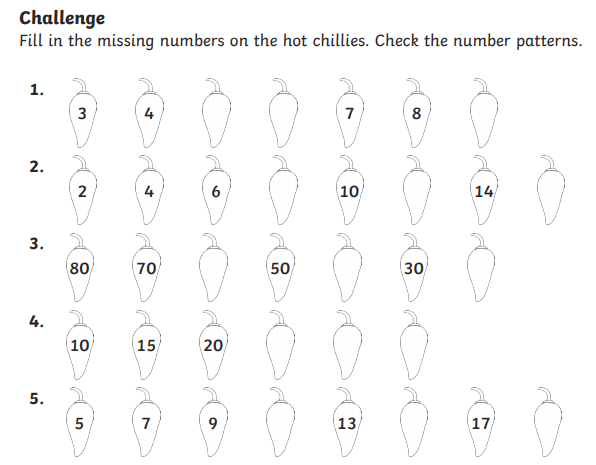 Challenge
Fill in the missing numbers on the hot chillies. Check the number patterns.
1. 3 4 7 8
2. 2 4 6 10 14
3. 80 70 50 30
4. 10 15 20
5. 5 7 9 13 17